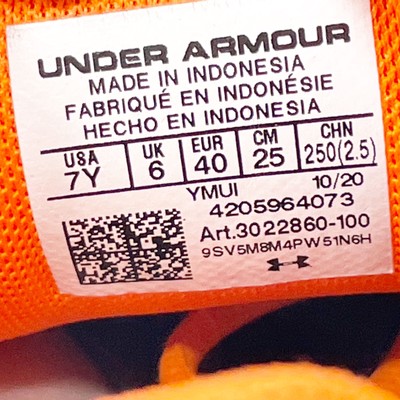 UNDER ARMOUR
MADE IN INDONESIA
FABRIQUÉ EN INDONÉSIE
HECHO EN INDONESIA
USA UK EUR CM CHN
7Y 6 40 25 250(2.5)
YMUI 10/20
4205964073
Art.3022860-100
9SV5M8M4PW51N6H